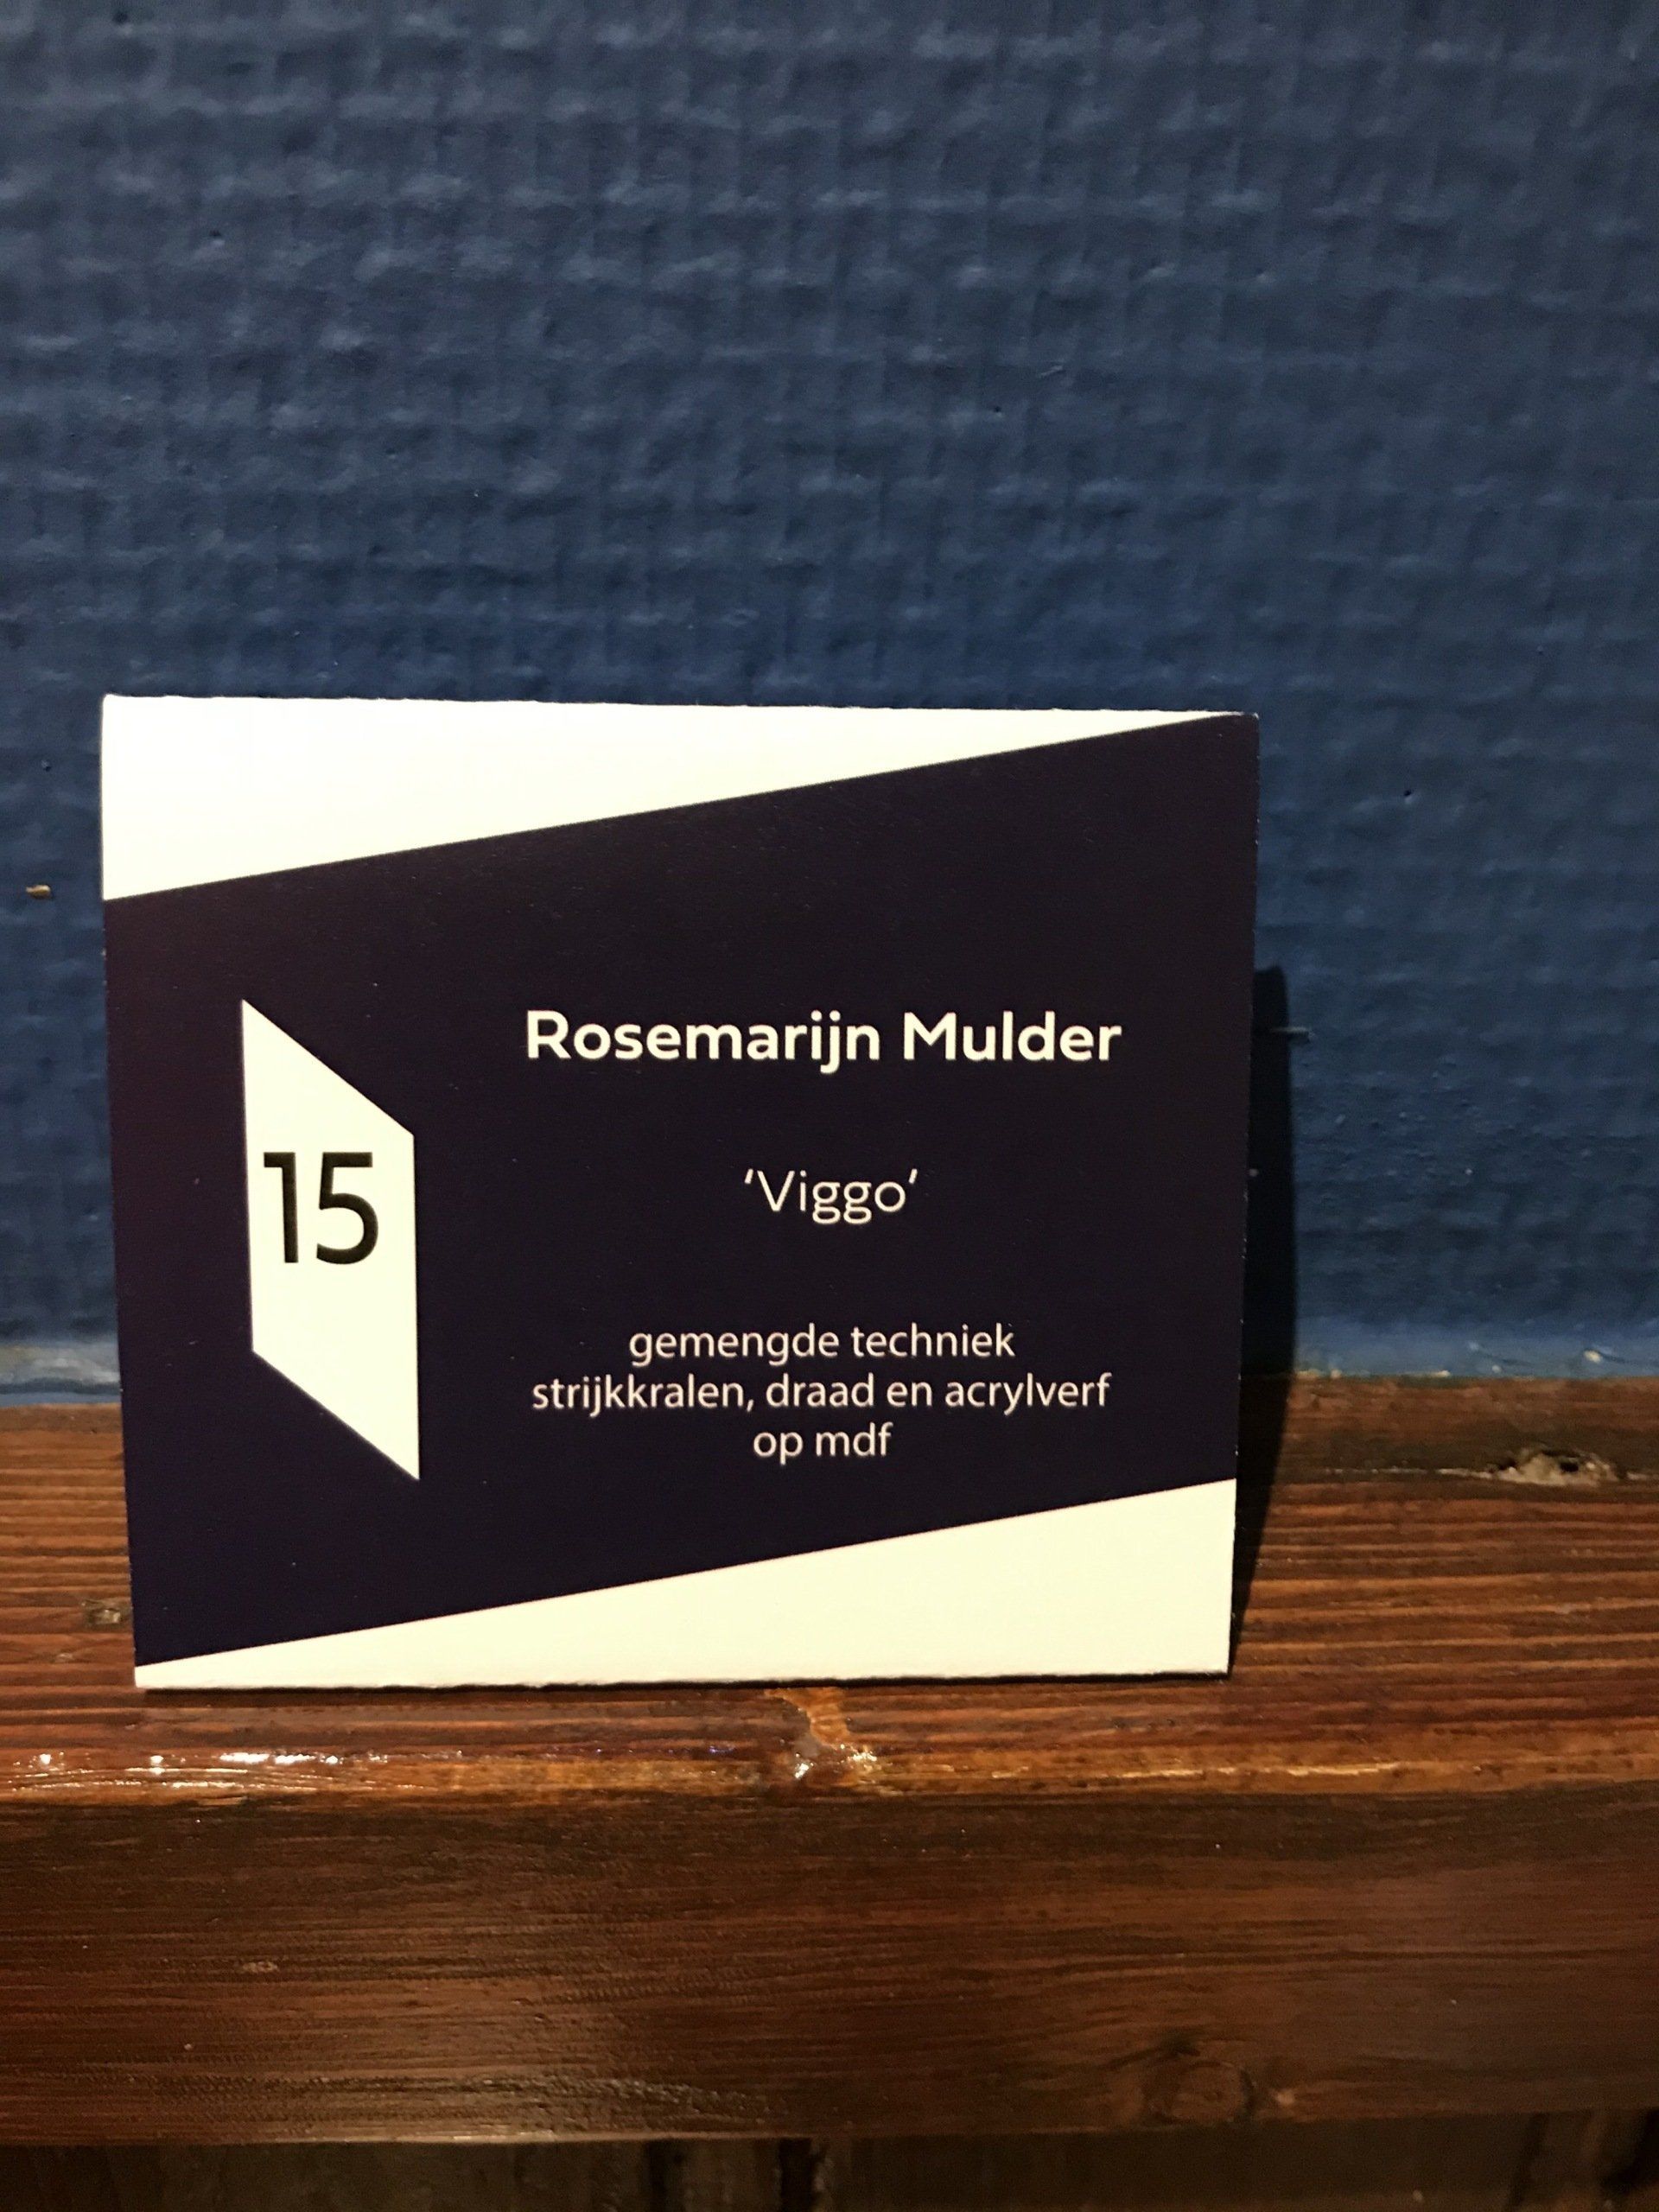 15
Rosemarijn Mulder
‘Viggo’
gemengde techniek
strijkkralen, draad en acrylverf
op mdf